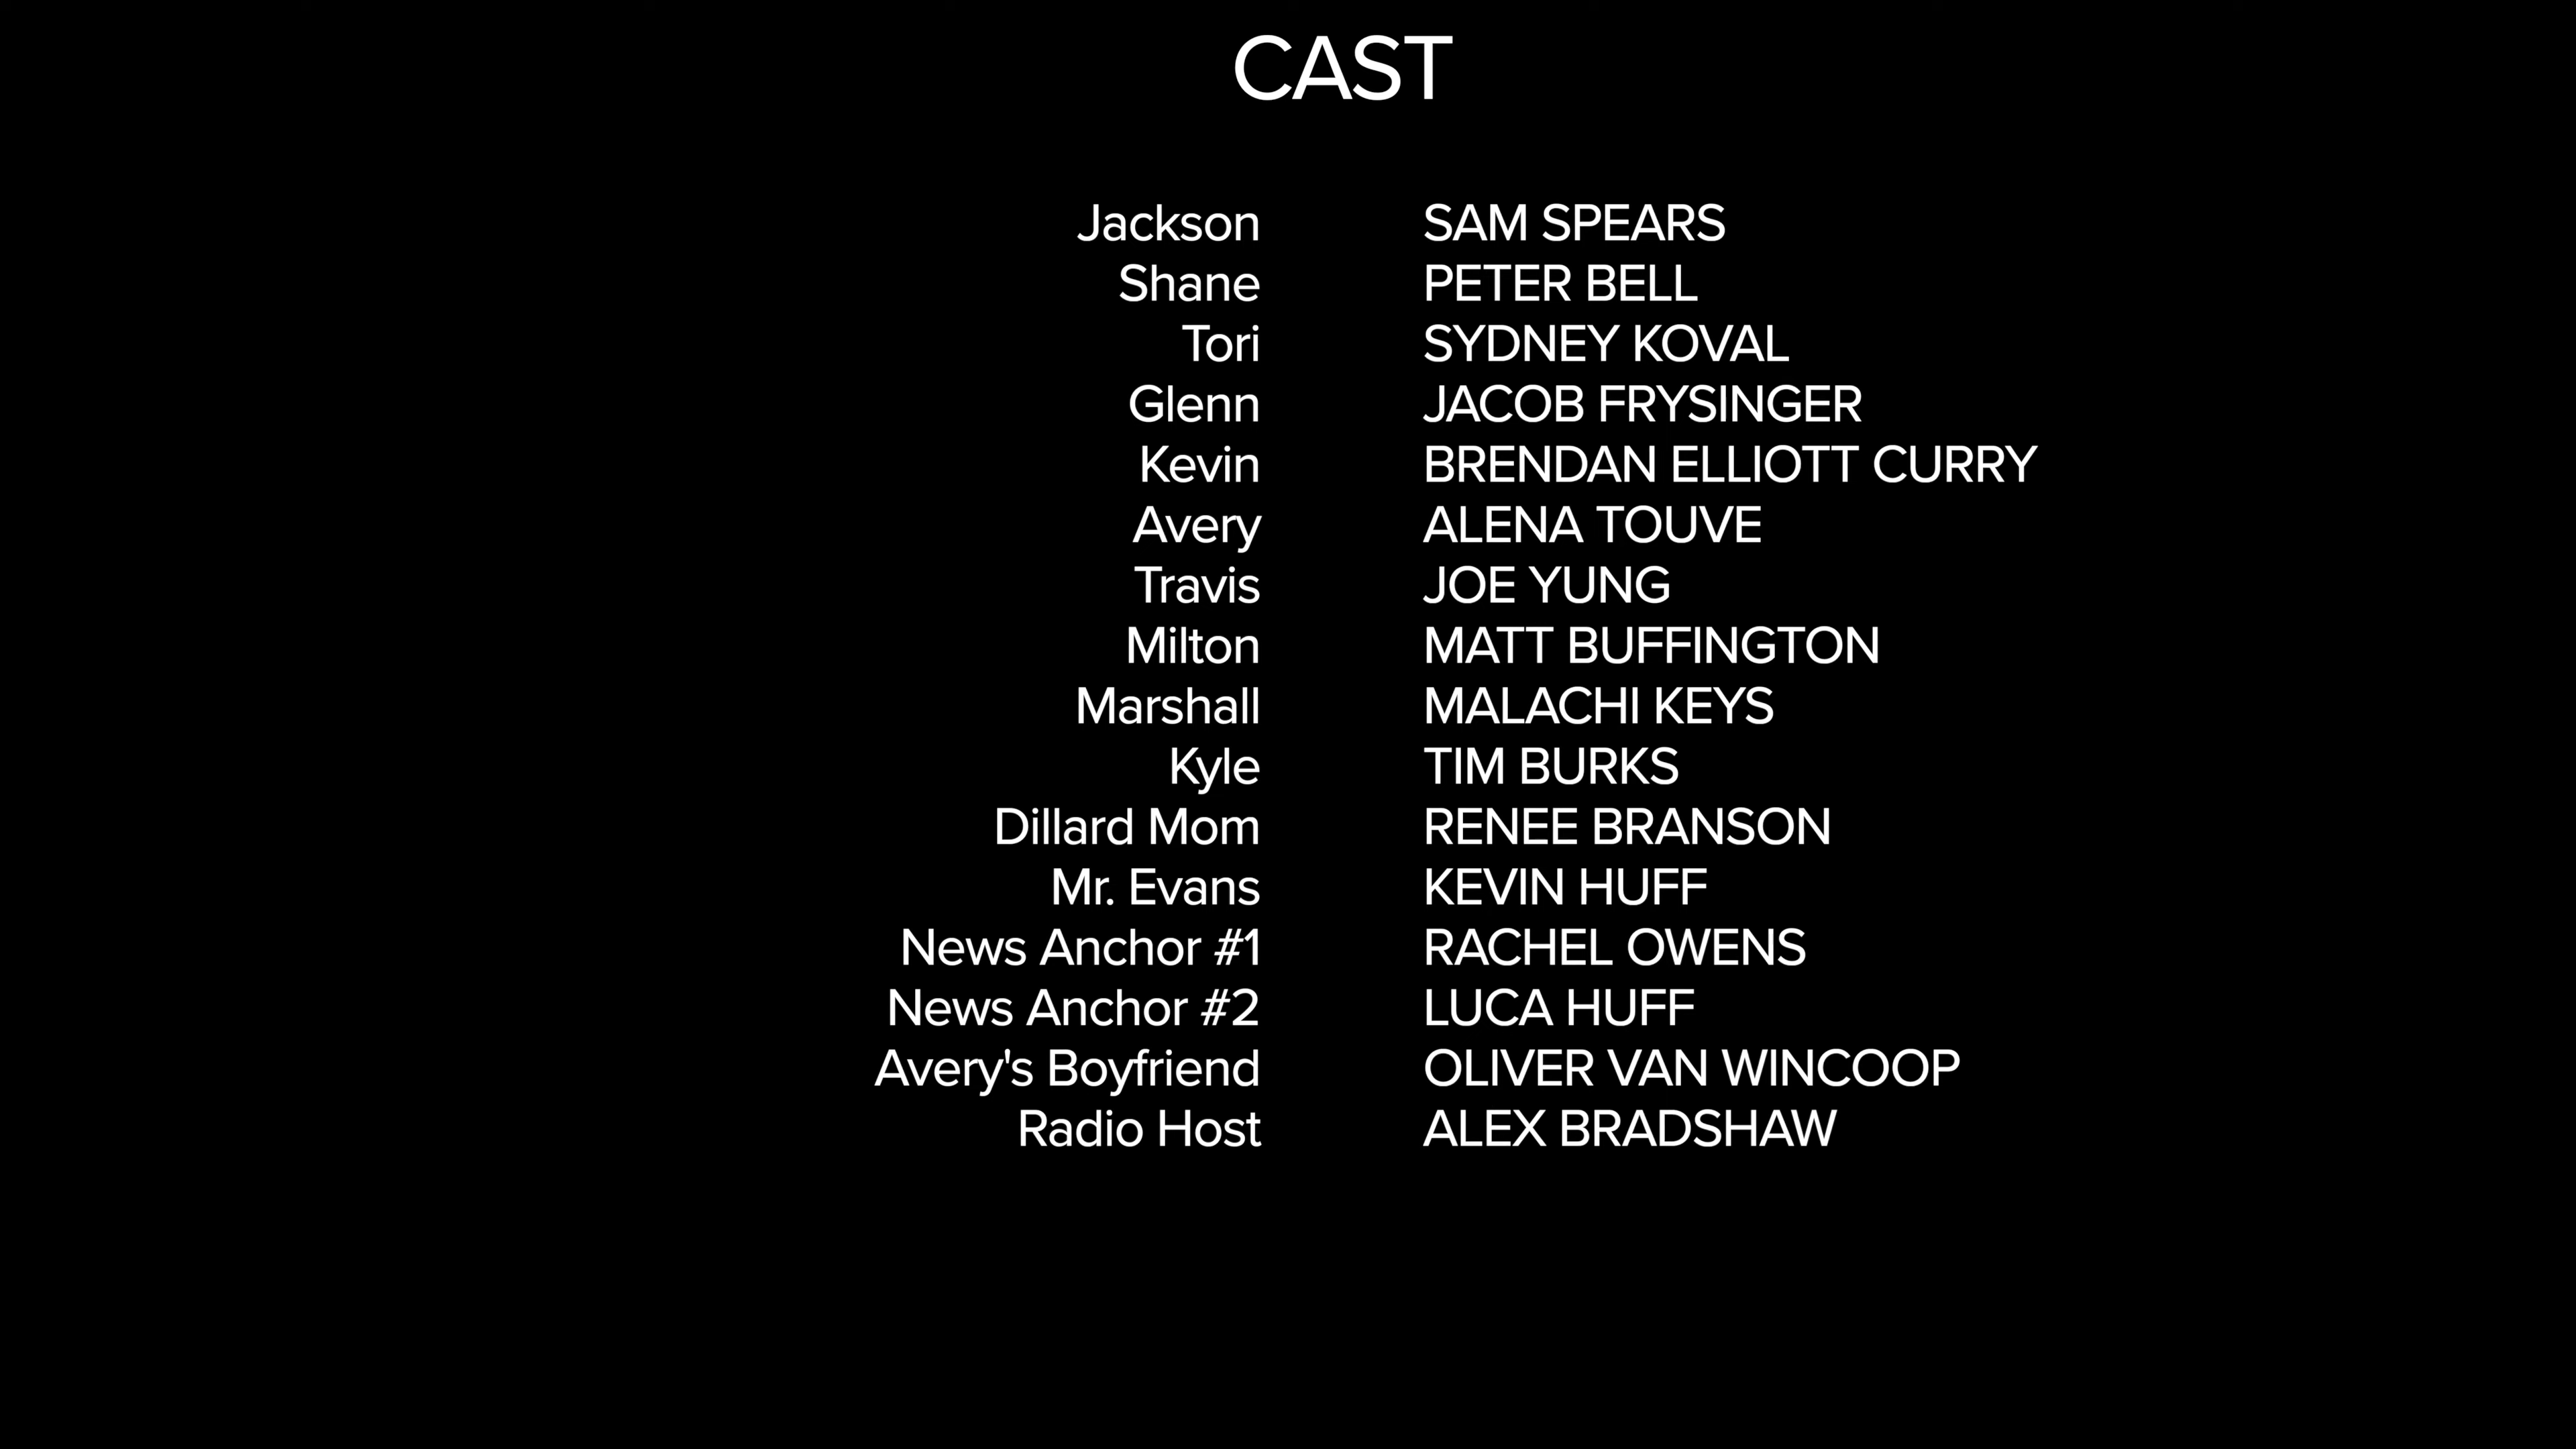 CAST
Jackson SAM SPEARS
Shane PETER BELL
Tori SYDNEY KOVAL
Glenn JACOB FRYSINGER
Kevin BRENDAN ELLIOTT CURRY
Avery ALENA TOUVE
Travis JOE YUNG
Milton MATT BUFFINGTON
Marshall MALACHI KEYS
Kyle TIM BURKS
Dillard Mom RENEE BRANSON
Mr. Evans KEVIN HUFF
News Anchor #1 RACHEL OWENS
News Anchor #2 LUCA HUFF
Avery's Boyfriend OLIVER VAN WINCOOP
Radio Host ALEX BRADSHAW